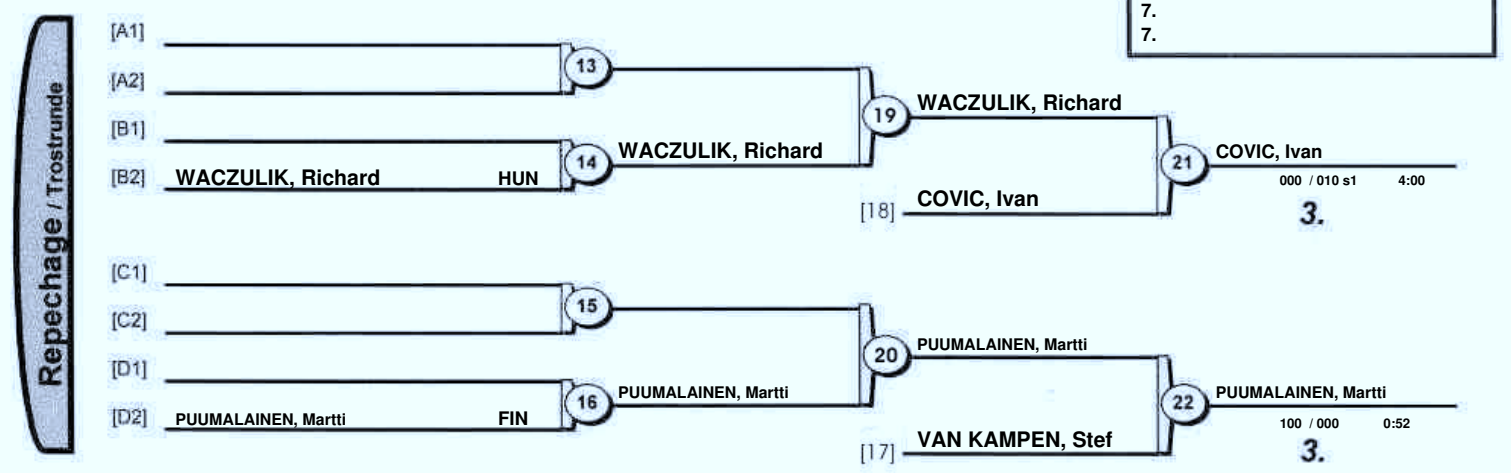 7.
7.
Repechage / Trostrunde
[A1]
13
[A2]
[B1]
14
WACZULIK, Richard
[B2] WACZULIK, Richard HUN
19
WACZULIK, Richard
[18] COVIC, Ivan
21
COVIC, Ivan
000 / 010 s1 4:00
3.
[C1]
15
[C2]
[D1]
16
PUUMALAINEN, Martti
[D2] PUUMALAINEN, Martti FIN
20
PUUMALAINEN, Martti
[17] VAN KAMPEN, Stef
22
PUUMALAINEN, Martti
100 / 000 0:52
3.